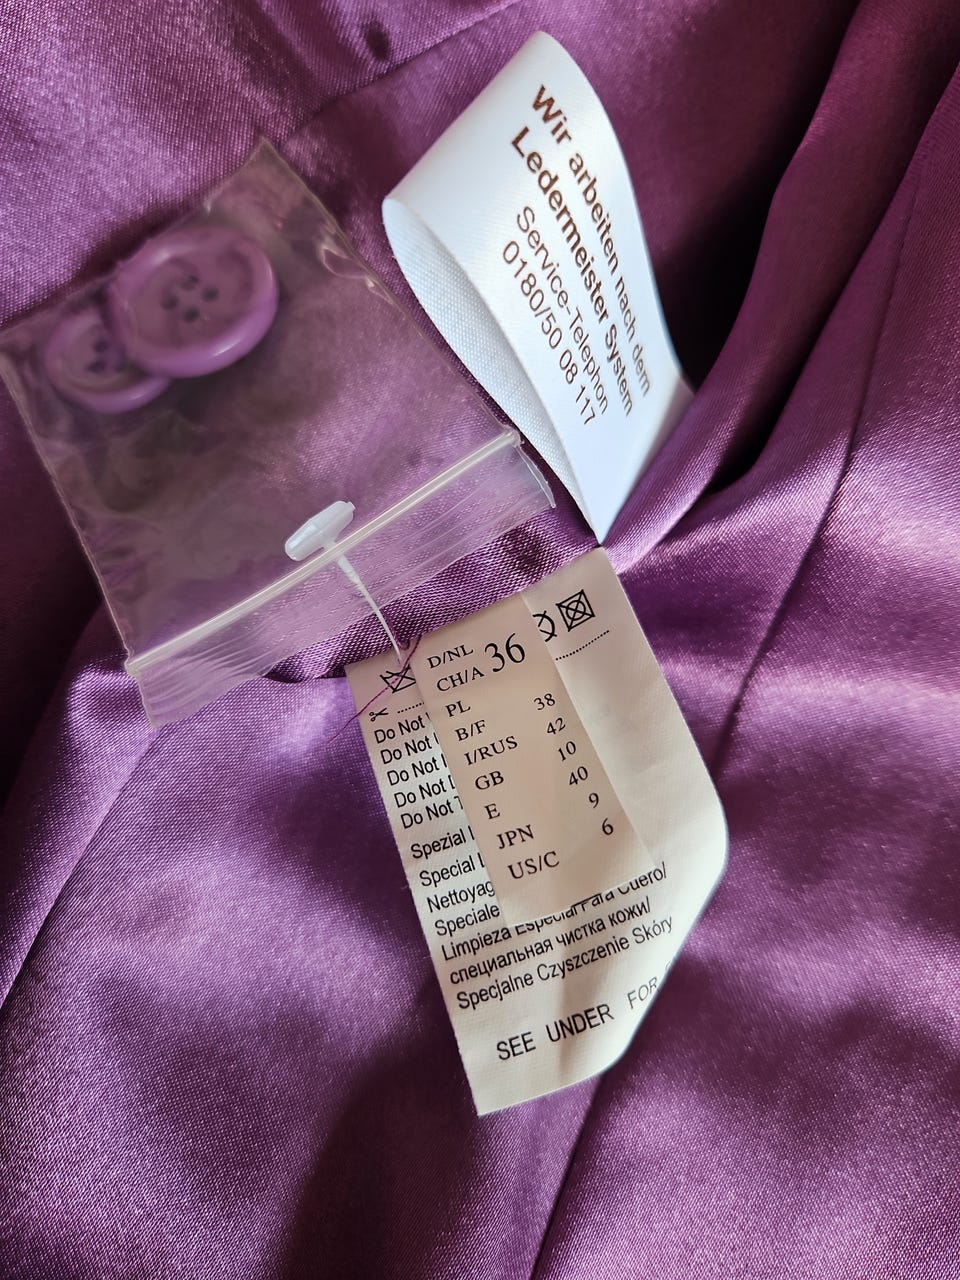 Wir arbeiten nach dem
Ledermeister System
Service-Telephon
0180/50 08 117
D/NL
CH/A 36
PL
B/F 38
I/RUS 42
GB 10
E 40
JPN 9
US/C 6
Do Not
Do Not
Do Not
Do Not
Do Not
Spezial
Special
Speciale
Limpieza Especial Para Cuero/
специальная чистка кожи/
Specjalne Czyszczenie Skóry
SEE UNDER FOR